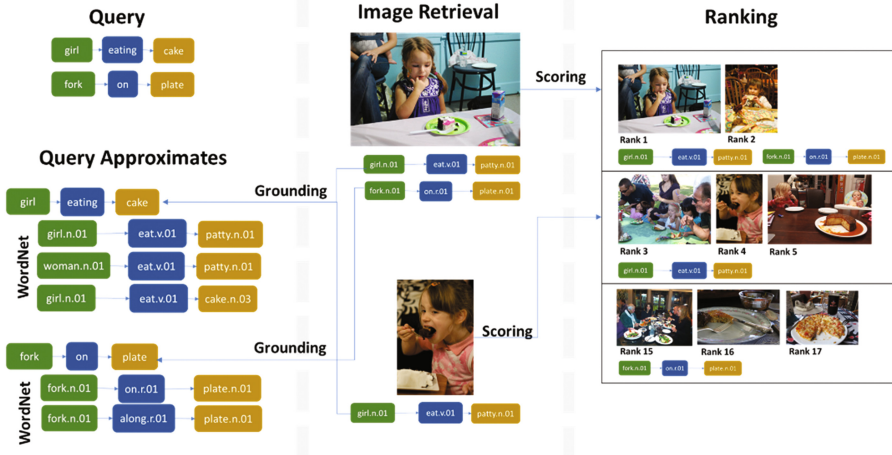 Query
girl eating cake
fork on plate
Query Approximates
girl eating cake
WordNet
girl.n.01 eat.v.01 patty.n.01
woman.n.01 eat.v.01 patty.n.01
girl.n.01 eat.v.01 cake.n.03
fork on plate
WordNet
fork.n.01 on.r.01 plate.n.01
fork.n.01 along.r.01 plate.n.01
Grounding
Grounding
Image Retrieval
girl.n.01 eat.v.01 patty.n.01
fork.n.01 on.r.01 plate.n.01
girl.n.01 eat.v.01 patty.n.01
Scoring
Scoring
Ranking
Rank 1 Rank 2
girl.n.01 eat.v.01 patty.n.01 fork.n.01 on.r.01 plate.n.01
Rank 3 Rank 4 Rank 5
girl.n.01 eat.v.01 patty.n.01
Rank 15 Rank 16 Rank 17
fork.n.01 on.r.01 plate.n.01